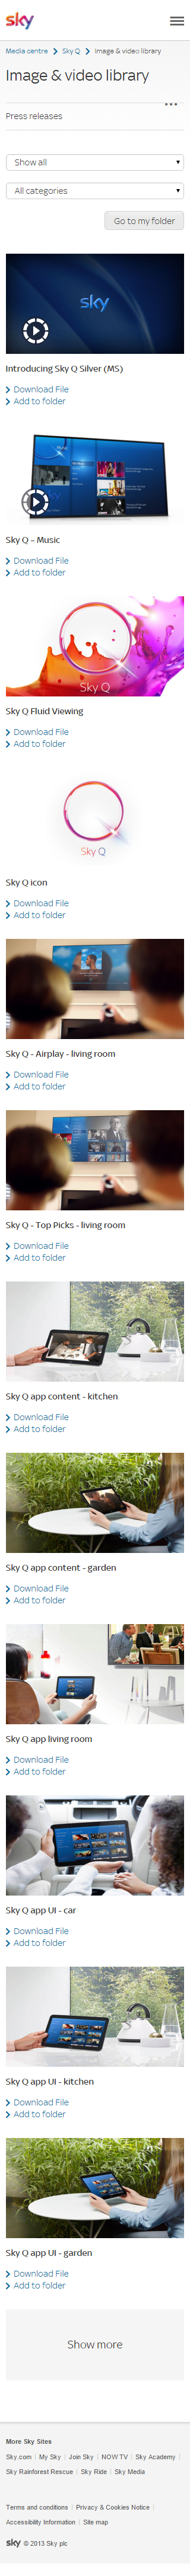 sky
Media centre Sky Q Image & video library
Image & video library
Press releases
Show all
All categories
Go to my folder
sky
Introducing Sky Q Silver (MS)
Download File
Add to folder
Sky Q – Music
Download File
Add to folder
Sky Q
Sky Q Fluid Viewing
Download File
Add to folder
Sky Q
Sky Q icon
Download File
Add to folder
Sky Q - Airplay - living room
Download File
Add to folder
Sky Q - Top Picks - living room
Download File
Add to folder
Sky Q app content - kitchen
Download File
Add to folder
Sky Q app content - garden
Download File
Add to folder
Sky Q app living room
Download File
Add to folder
Sky Q app UI - car
Download File
Add to folder
Sky Q app UI - kitchen
Download File
Add to folder
Sky Q app UI - garden
Download File
Add to folder
Show more
More Sky Sites
Sky.com | My Sky | Join Sky | NOW TV | Sky Academy |
Sky Rainforest Rescue | Sky Ride | Sky Media
Terms and conditions | Privacy & Cookies Notice |
Accessibility Information | Site map
sky © 2013 Sky plc